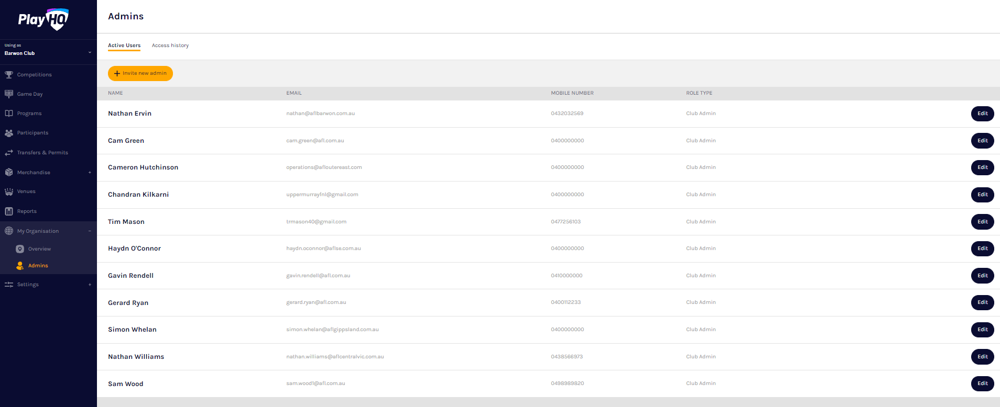 PlayHQ
Using as
Barwon Club
Competitions
Game Day
Programs
Participants
Transfers & Permits
Merchandise +
Venues
Reports
My Organisation –
Overview
Admins
Settings +
Admins
Active Users Access history
+ Invite new admin
NAME EMAIL MOBILE NUMBER ROLE TYPE
Nathan Ervin nathan@aflbarwon.com.au 0432032569 Club Admin Edit
Cam Green cam.green@afl.com.au 0400000000 Club Admin Edit
Cameron Hutchinson operations@afloutereast.com 0400000000 Club Admin Edit
Chandran Kilkarni uppermurrayfnl@gmail.com 0400000000 Club Admin Edit
Tim Mason trmason40@gmail.com 0477256103 Club Admin Edit
Haydn O'Connor haydn.oconnor@aflse.com.au 0400000000 Club Admin Edit
Gavin Rendell gavin.rendell@afl.com.au 0410000000 Club Admin Edit
Gerard Ryan gerard.ryan@afl.com.au 0400112233 Club Admin Edit
Simon Whelan simon.whelan@aflgippsland.com.au 0400000000 Club Admin Edit
Nathan Williams nathan.williams@aflcentralvic.com.au 0438566973 Club Admin Edit
Sam Wood sam.wood1@afl.com.au 0498989820 Club Admin Edit